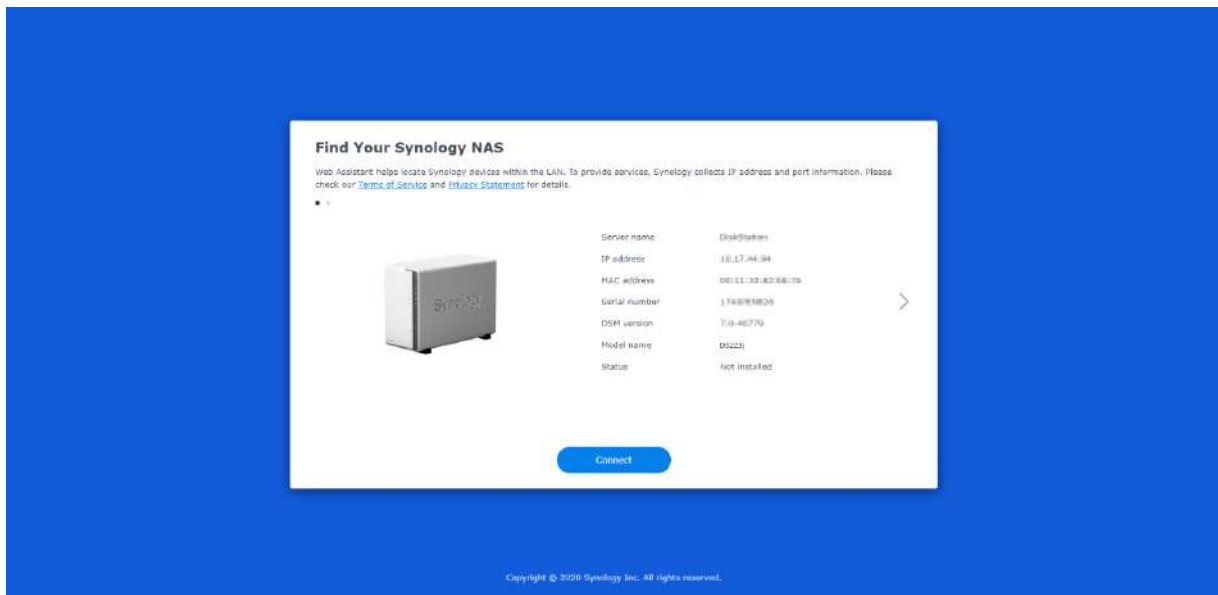 Find Your Synology NAS
Web Assistant helps locate Synology devices within the LAN. To provide services, Synology collects IP address and port information. Please
check our Terms of Service and Privacy Statement for details.
Synology
Server name DiskStation
IP address
MAC address
Serial number
DSM version
Model name DS223j
Status Not installed
Connect
Copyright © 2020 Synology Inc. All rights reserved.